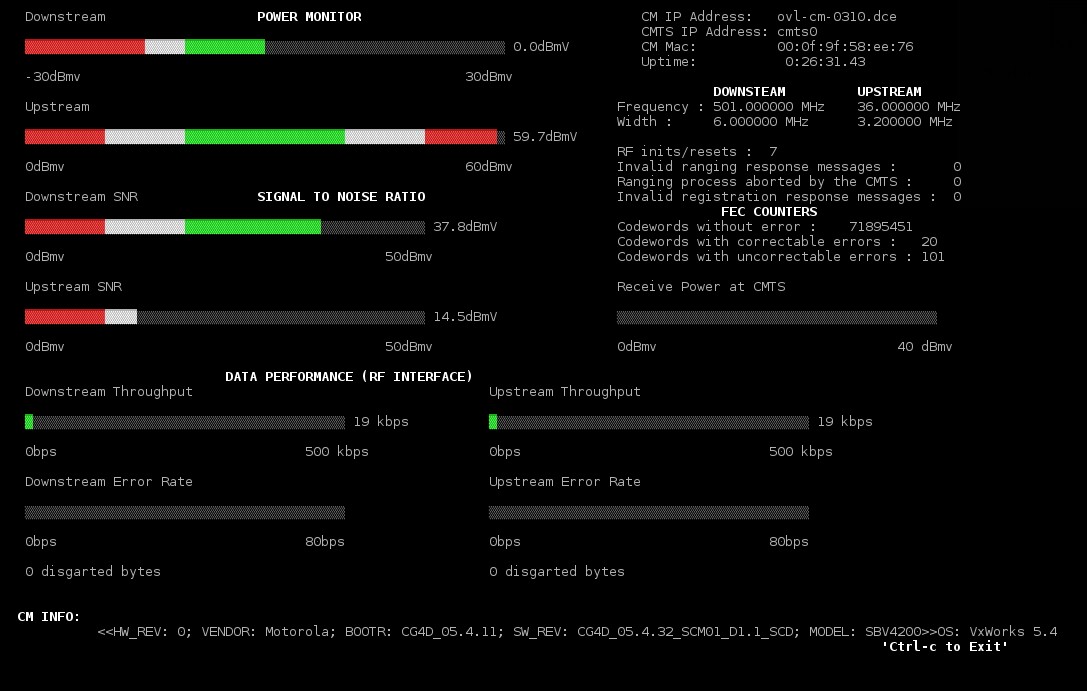 Downstream POWER MONITOR
0.0dBmV
-30dBmv 30dBmv
Upstream
59.7dBmV
0dBmv 60dBmv
Downstream SNR SIGNAL TO NOISE RATIO
37.8dBmV
0dBmv 50dBmv
Upstream SNR
14.5dBmV
0dBmv 50dBmv
CM IP Address: ovl-cm-0310.dce
CMTS IP Address: cmts0
CM Mac: 00:0f:9f:58:ee:76
Uptime: 0:26:31.43
DOWNSTEAM UPSTREAM
Frequency : 501.000000 MHz 36.000000 MHz
Width : 6.000000 MHz 3.200000 MHz
RF inits/resets : 7
Invalid ranging response messages : 0
Ranging process aborted by the CMTS : 0
Invalid registration response messages : 0
FEC COUNTERS
Codewords without error : 71895451
Codewords with correctable errors : 20
Codewords with uncorrectable errors : 101
Receive Power at CMTS
0dBmv 40 dBmv
DATA PERFORMANCE (RF INTERFACE)
Downstream Throughput Upstream Throughput
19 kbps 19 kbps
0bps 500 kbps 0bps 500 kbps
Downstream Error Rate Upstream Error Rate
0bps 80bps 0bps 80bps
0 disgarted bytes 0 disgarted bytes
CM INFO:
<<HW_REV: 0; VENDOR: Motorola; BOOTR: CG4D_05.4.11; SW_REV: CG4D_05.4.32_SCM01_D1.1_SCD; MODEL: SBV4200>>OS: VxWorks 5.4
'Ctrl-c to Exit'